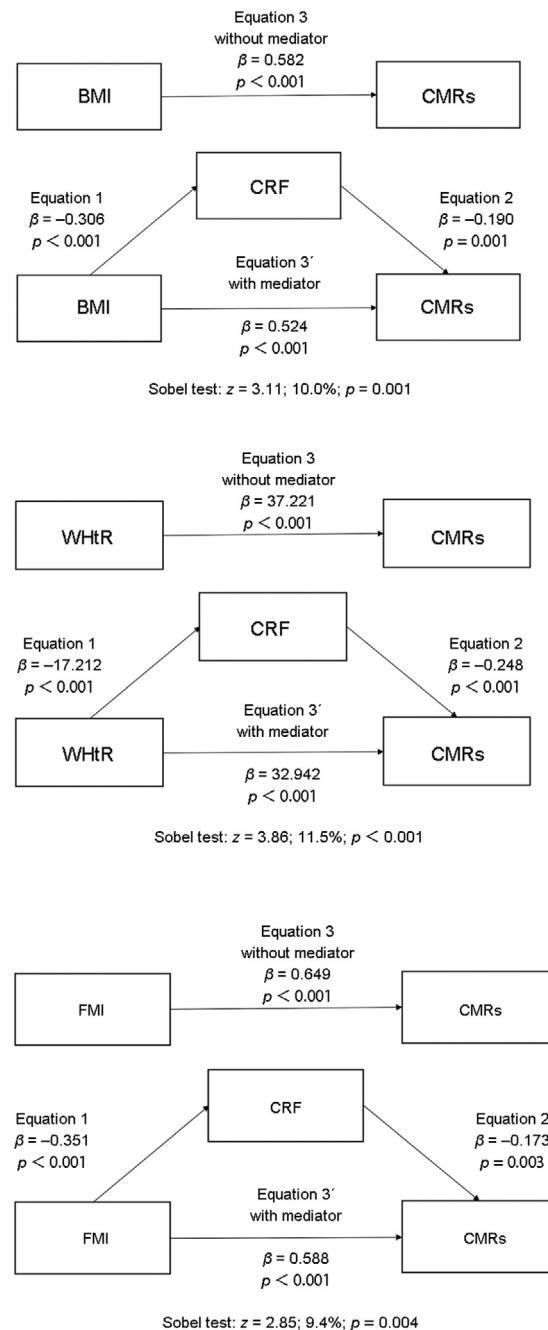 Equation 3
without mediator
β = 0.582
p < 0.001
BMI
CMRs
CRF
Equation 1
β = –0.306
p < 0.001
Equation 2
β = –0.190
p = 0.001
Equation 3′
with mediator
BMI
CMRs
β = 0.524
p < 0.001
Sobel test: z = 3.11; 10.0%; p = 0.001
Equation 3
without mediator
β = 37.221
p < 0.001
WHtR
CMRs
CRF
Equation 1
β = –17.212
p < 0.001
Equation 2
β = –0.248
p < 0.001
Equation 3′
with mediator
WHtR
CMRs
β = 32.942
p < 0.001
Sobel test: z = 3.86; 11.5%; p < 0.001
Equation 3
without mediator
β = 0.649
p < 0.001
FMI
CMRs
CRF
Equation 1
β = –0.351
p < 0.001
Equation 2
β = –0.173
p = 0.003
Equation 3′
with mediator
FMI
CMRs
β = 0.588
p < 0.001
Sobel test: z = 2.85; 9.4%; p = 0.004